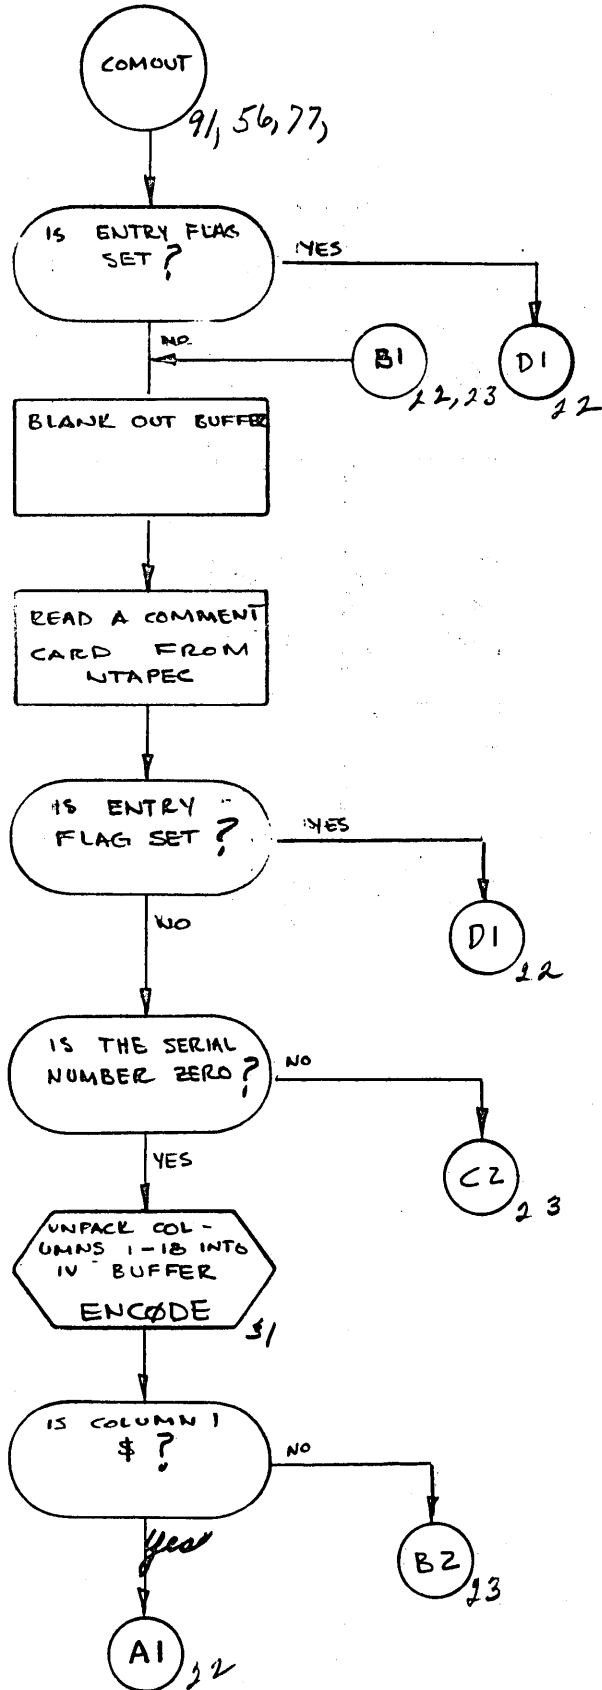 COMOUT
91, 56, 77,
IS ENTRY FLAG
SET ?
YES
NO
B1
22, 23
D1
22
BLANK OUT BUFFER
READ A COMMENT
CARD FROM
NTAPEC
IS ENTRY
FLAG SET ?
YES
NO
D1
22
IS THE SERIAL
NUMBER ZERO ?
NO
YES
C2
23
UNPACK COL-
UMNS 1-18 INTO
IV BUFFER
ENCØDE
IS COLUMN 1
$ ?
NO
Yes
B2
23
A1
22